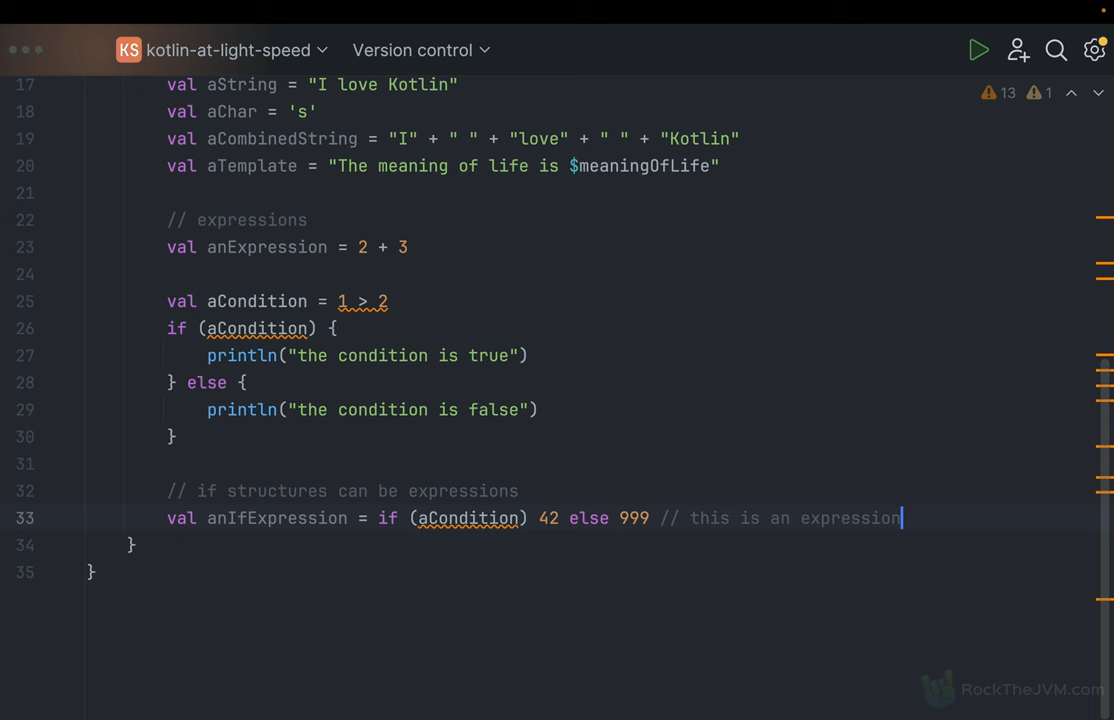 KS kotlin-at-light-speed Version control
13 1
17 val aString = "I love Kotlin"
18 val aChar = 's'
19 val aCombinedString = "I" + " " + "love" + " " + "Kotlin"
20 val aTemplate = "The meaning of life is $meaningOfLife"
21
22 // expressions
23 val anExpression = 2 + 3
24
25 val aCondition = 1 > 2
26 if (aCondition) {
27 println("the condition is true")
28 } else {
29 println("the condition is false")
30 }
31
32 // if structures can be expressions
33 val anIfExpression = if (aCondition) 42 else 999 // this is an expression
34 }
35 }
RockTheJVM.com